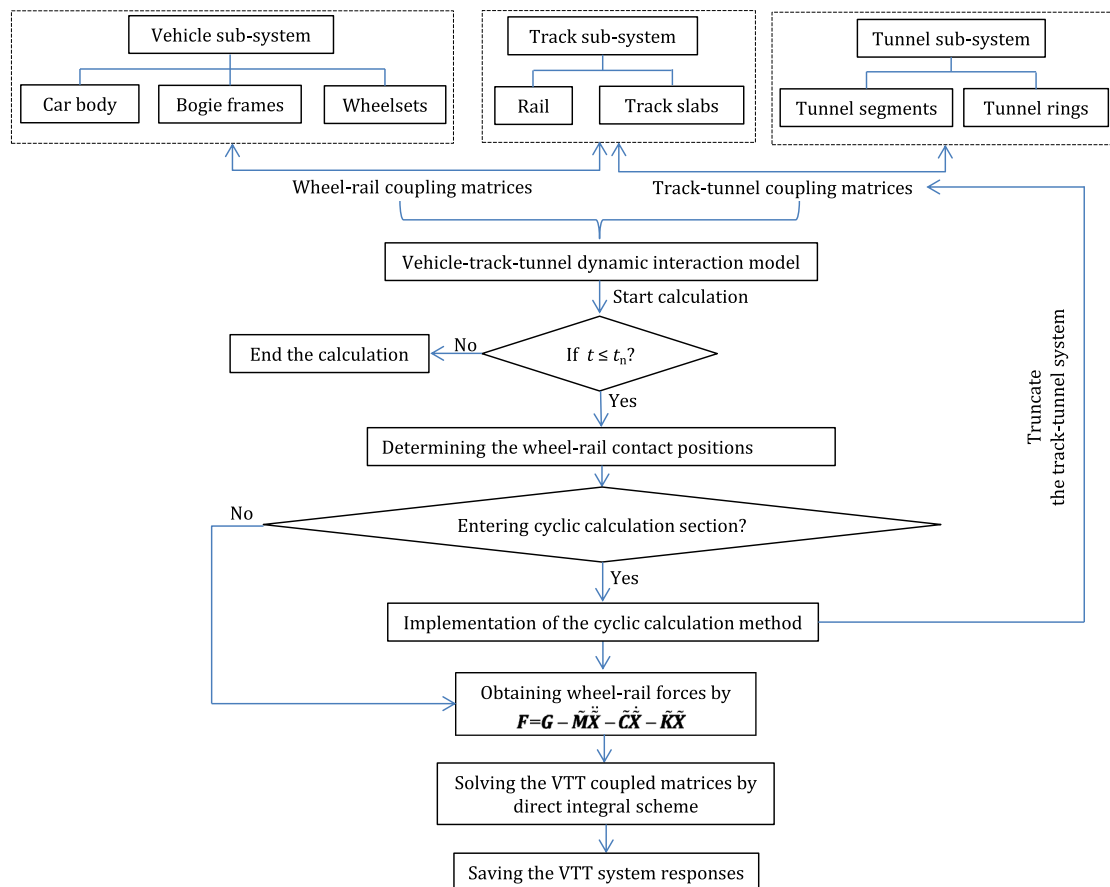 Vehicle sub-system
Track sub-system
Tunnel sub-system
Car body
Bogie frames
Wheelsets
Rail
Track slabs
Tunnel segments
Tunnel rings
Wheel-rail coupling matrices
Track-tunnel coupling matrices
Vehicle-track-tunnel dynamic interaction model
Start calculation
If t ≤ tₙ?
No
End the calculation
Yes
Determining the wheel-rail contact positions
Entering cyclic calculation section?
No
Yes
Implementation of the cyclic calculation method
Truncate
the track-tunnel system
Obtaining wheel-rail forces by
F=G − M̃X̃̈ − C̃X̃̇ − K̃X̃
Solving the VTT coupled matrices by
direct integral scheme
Saving the VTT system responses